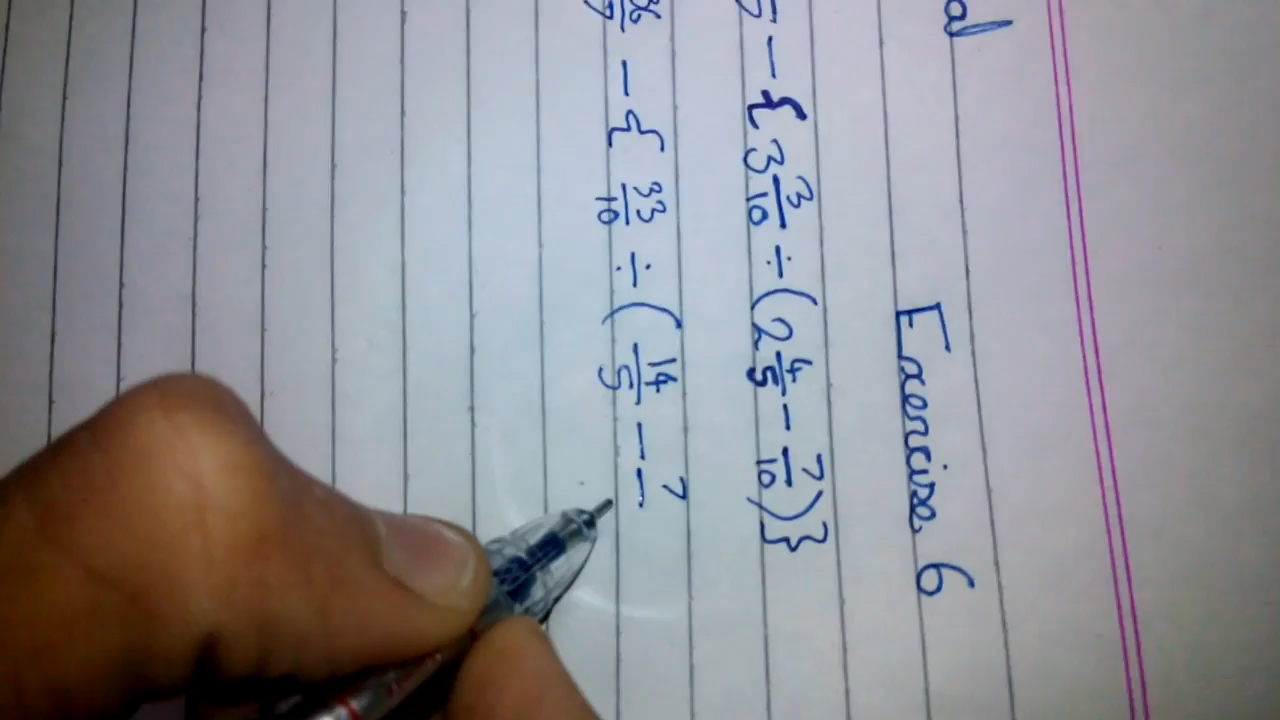 al
Exercise 6
- {3 3/10 ÷ (2 4/5 - 7/10)}
- { 33/10 ÷ ( 14/5 - 7/